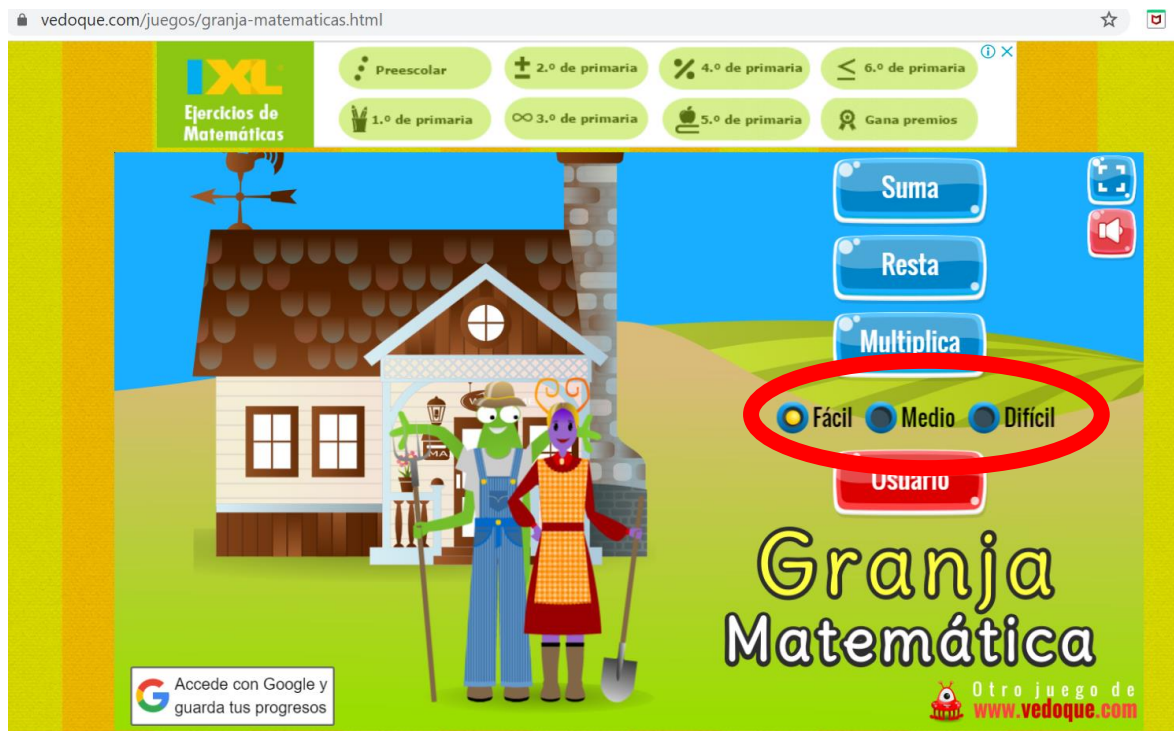 vedoque.com/juegos/granja-matematicas.html
IXL
Ejercicios de
Matemáticas
Preescolar
2.º de primaria
4.º de primaria
6.º de primaria
1.º de primaria
3.º de primaria
5.º de primaria
Gana premios
Suma
Resta
Multiplica
Fácil
Medio
Difícil
Usuario
MA
Granja
Matemática
Accede con Google y
guarda tus progresos
Otro juego de
www.vedoque.com